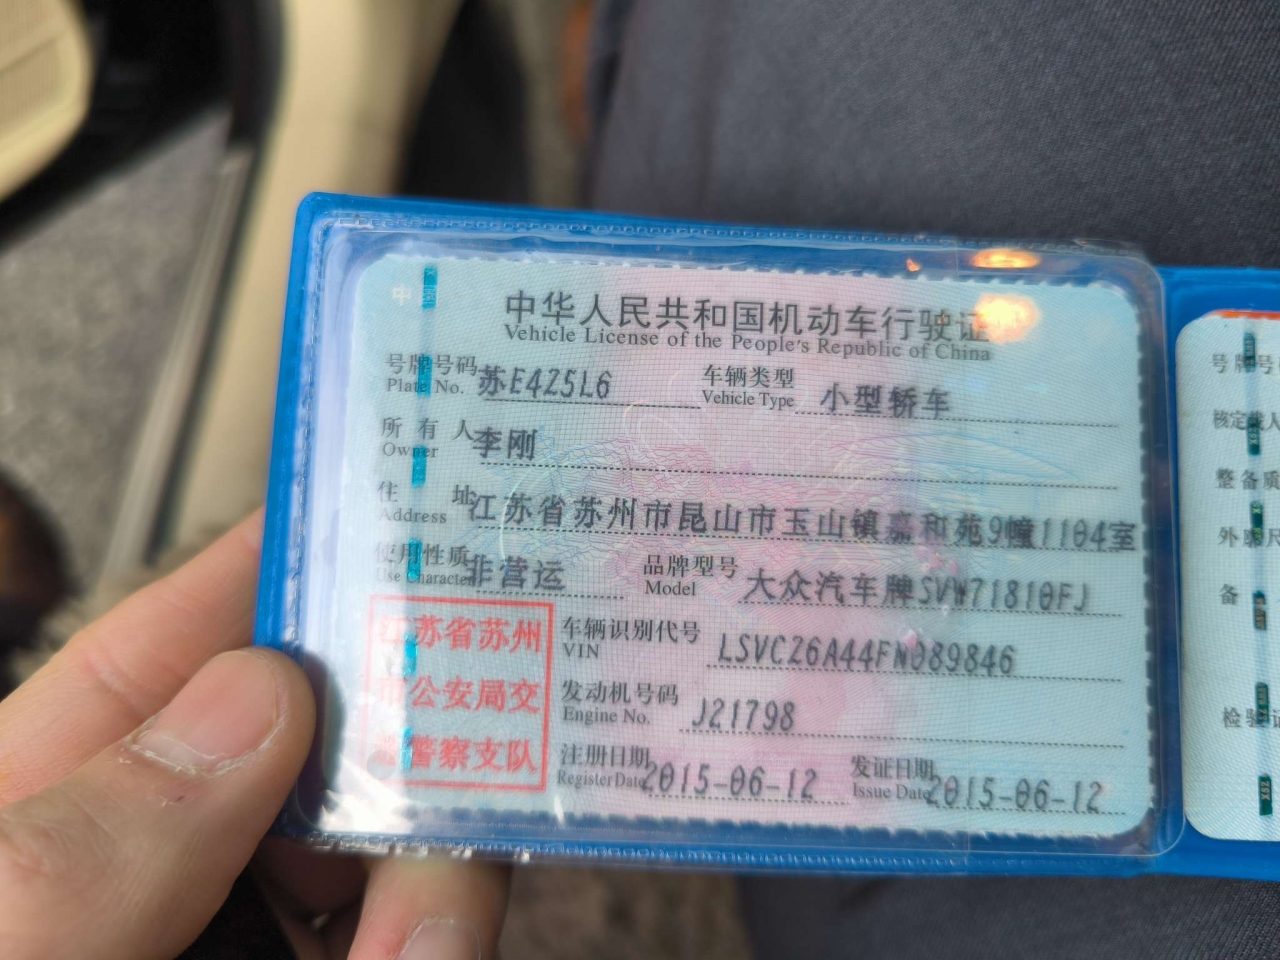 中国
中华人民共和国机动车行驶证
Vehicle License of the People's Republic of China
号牌号码 苏E4Z5L6 车辆类型 小型轿车
Plate No. Vehicle Type
所有人 李刚
Owner
住址 江苏省苏州市昆山市玉山镇嘉和苑9幢1104室
Address
使用性质 非营运 品牌型号 大众汽车牌SVW71810FJ
Use Character Model
江苏省苏州
市公安局交
警察支队
车辆识别代号 LSVC26A44FN089846
VIN
发动机号码 J21798
Engine No.
注册日期 2015-06-12 发证日期 2015-06-12
Register Date Issue Date
号牌号
核定载人
整备质
外廓尺
备
检验记